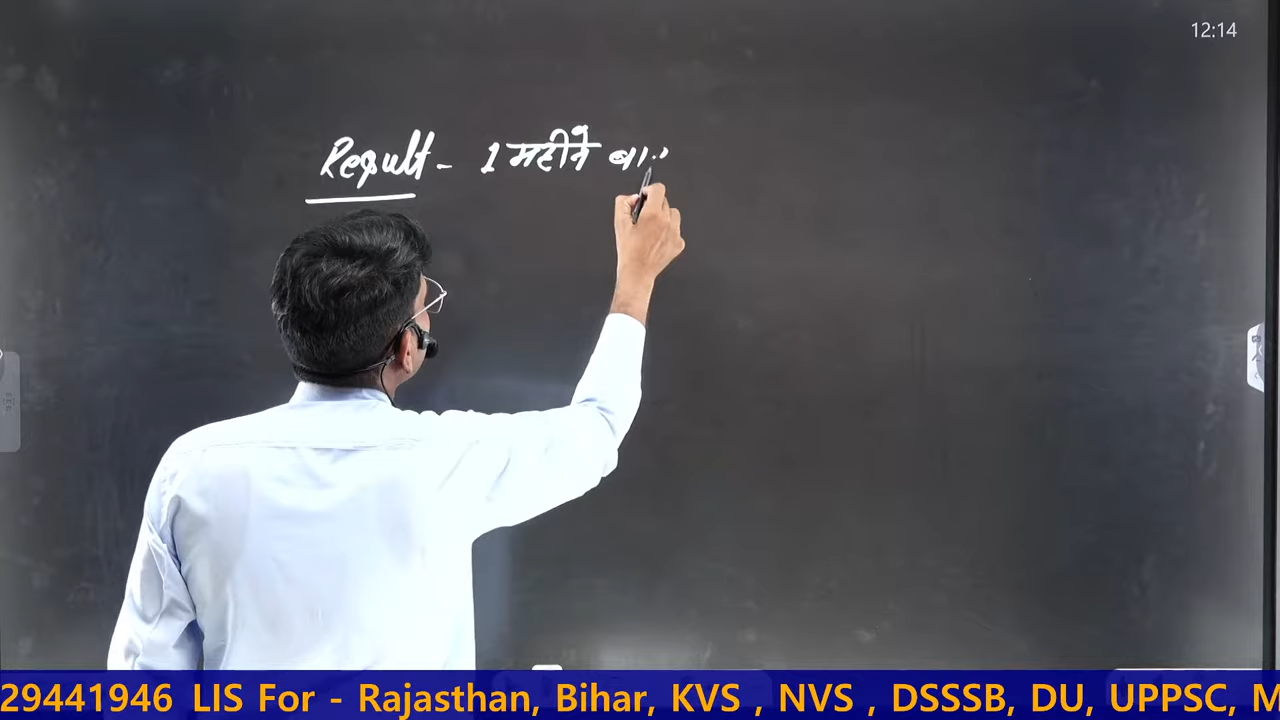 12:14
Result - 1 महीने
29441946 LIS For - Rajasthan, Bihar, KVS , NVS , DSSSB, DU, UPPSC, M